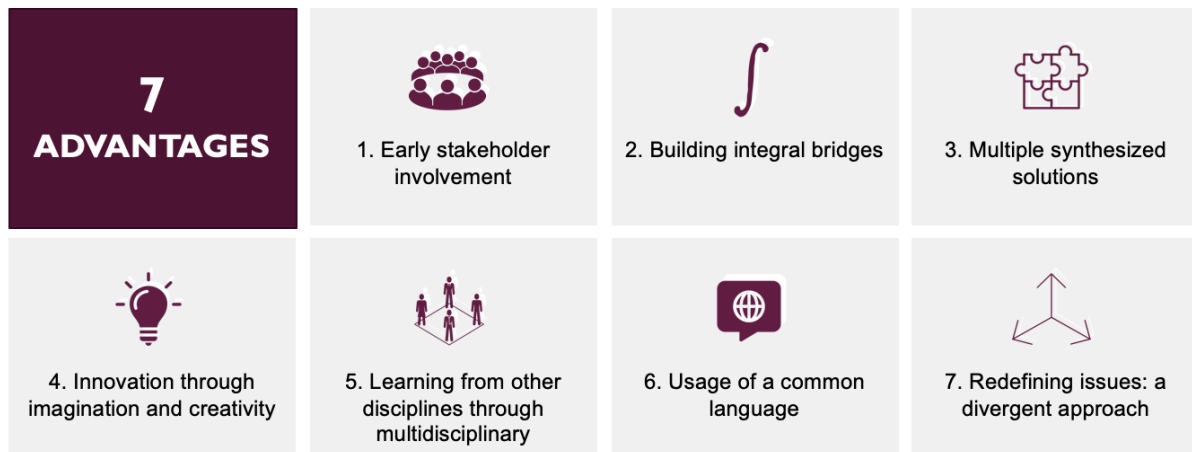 7
ADVANTAGES
1. Early stakeholder
involvement
2. Building integral bridges
3. Multiple synthesized
solutions
4. Innovation through
imagination and creativity
5. Learning from other
disciplines through
multidisciplinary
6. Usage of a common
language
7. Redefining issues: a
divergent approach